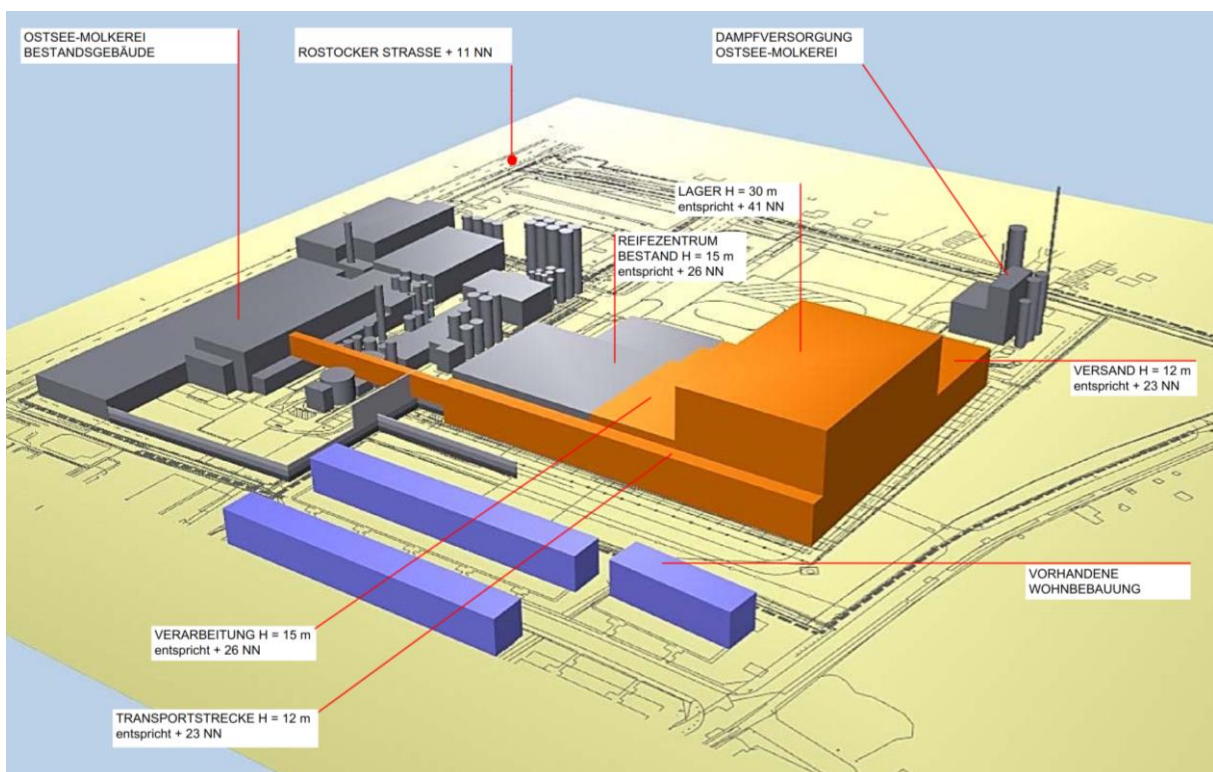 OSTSEE-MOLKEREI
BESTANDSGEBÄUDE
ROSTOCKER STRASSE + 11 NN
DAMPFVERSORGUNG
OSTSEE-MOLKEREI
LAGER H = 30 m
entspricht + 41 NN
REIFEZENTRUM
BESTAND H = 15 m
entspricht + 26 NN
VERSAND H = 12 m
entspricht + 23 NN
VORHANDENE
WOHNBEBAUUNG
VERARBEITUNG H = 15 m
entspricht + 26 NN
TRANSPORTSTRECKE H = 12 m
entspricht + 23 NN